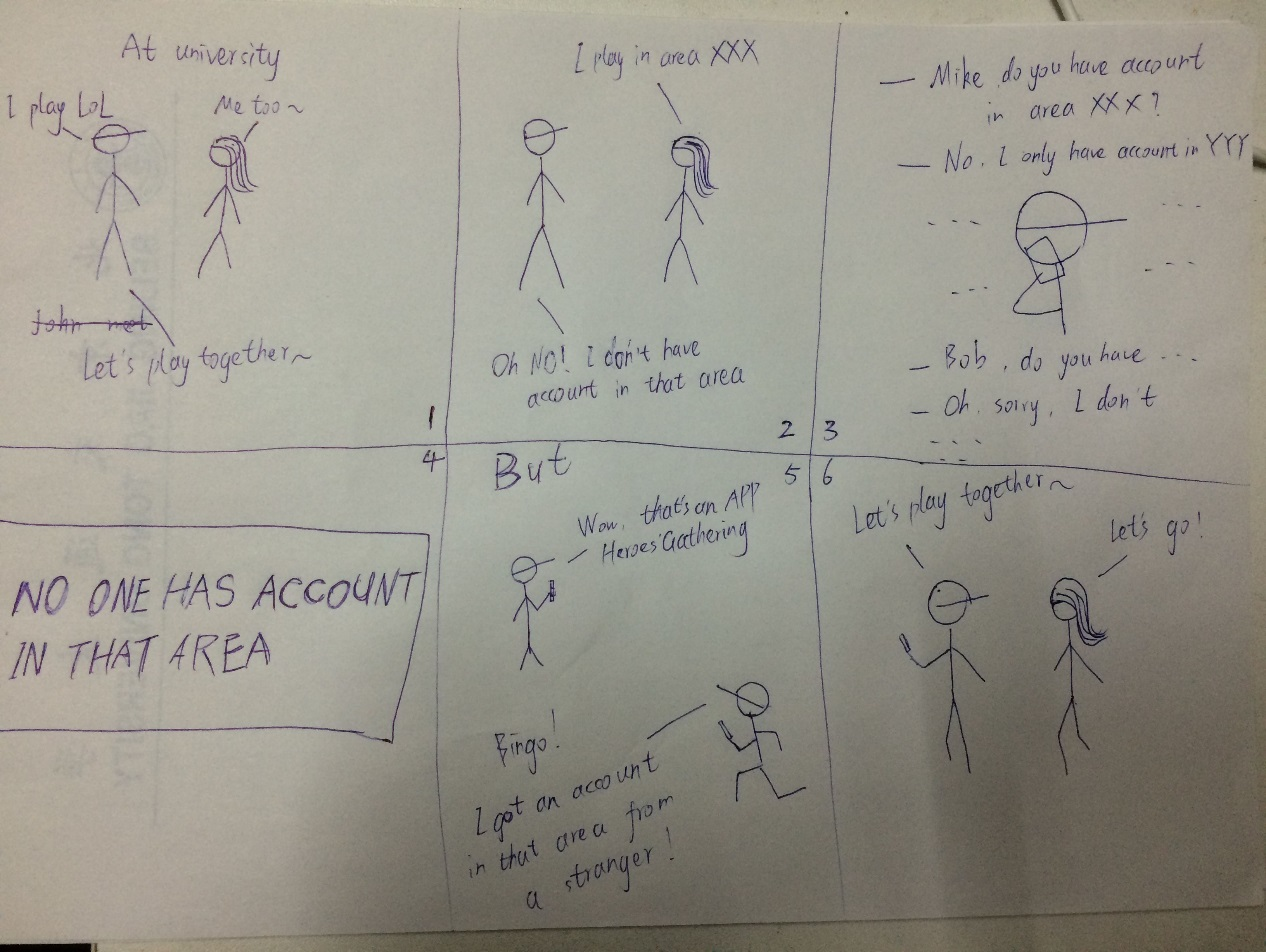 At university
I play LOL
Me too~
John met
Let's play together~
1
I play in area XXX
Oh NO! I don't have
account in that area
2
— Mike, do you have account
in area XXX?
— No. I only have account in YYY
--- ---
--- ---
— Bob, do you have ...
— Oh, sorry, I don't
---
3
4
NO ONE HAS ACCOUNT
IN THAT AREA
But
5
Wow, that's an APP
Heroes' Gathering
Bingo!
I got an account
in that area from
a stranger!
6
Let's play together~
Let's go!